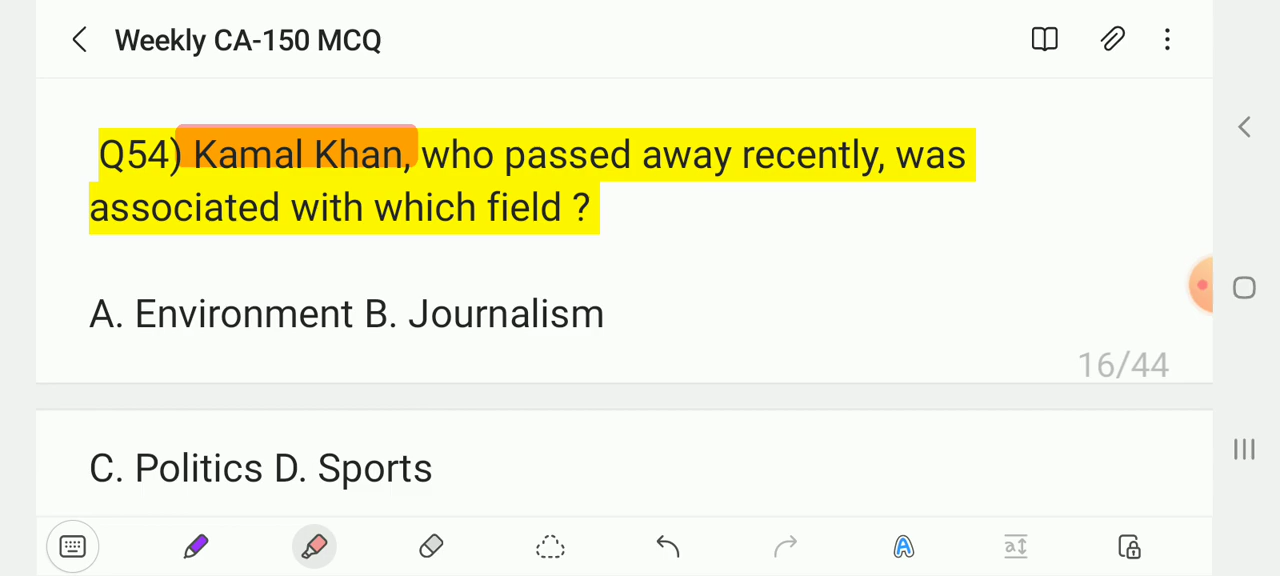 Weekly CA-150 MCQ
Q54) Kamal Khan, who passed away recently, was
associated with which field ?
A. Environment B. Journalism
16/44
C. Politics D. Sports